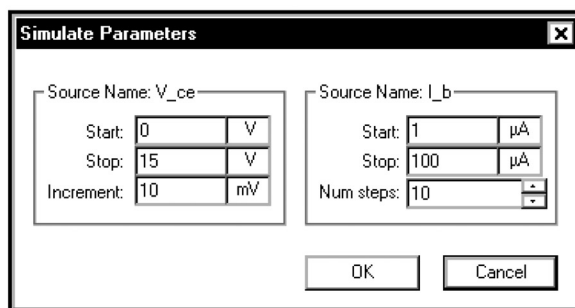 Simulate Parameters
Source Name: V_ce
Start: 0 V
Stop: 15 V
Increment: 10 mV
Source Name: I_b
Start: 1 µA
Stop: 100 µA
Num steps: 10
OK Cancel